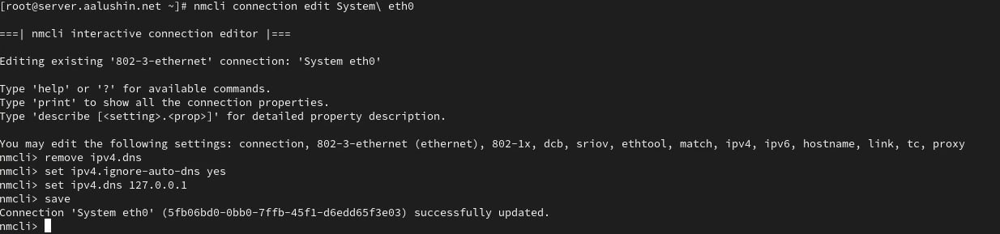 [root@server.aalushin.net ~]# nmcli connection edit System\ eth0
===| nmcli interactive connection editor |===
Editing existing '802-3-ethernet' connection: 'System eth0'
Type 'help' or '?' for available commands.
Type 'print' to show all the connection properties.
Type 'describe [<setting>.<prop>]' for detailed property description.
You may edit the following settings: connection, 802-3-ethernet (ethernet), 802-1x, dcb, sriov, ethtool, match, ipv4, ipv6, hostname, link, tc, proxy
nmcli> remove ipv4.dns
nmcli> set ipv4.ignore-auto-dns yes
nmcli> set ipv4.dns 127.0.0.1
nmcli> save
Connection 'System eth0' (5fb06bd0-0bb0-7ffb-45f1-d6edd65f3e03) successfully updated.
nmcli>